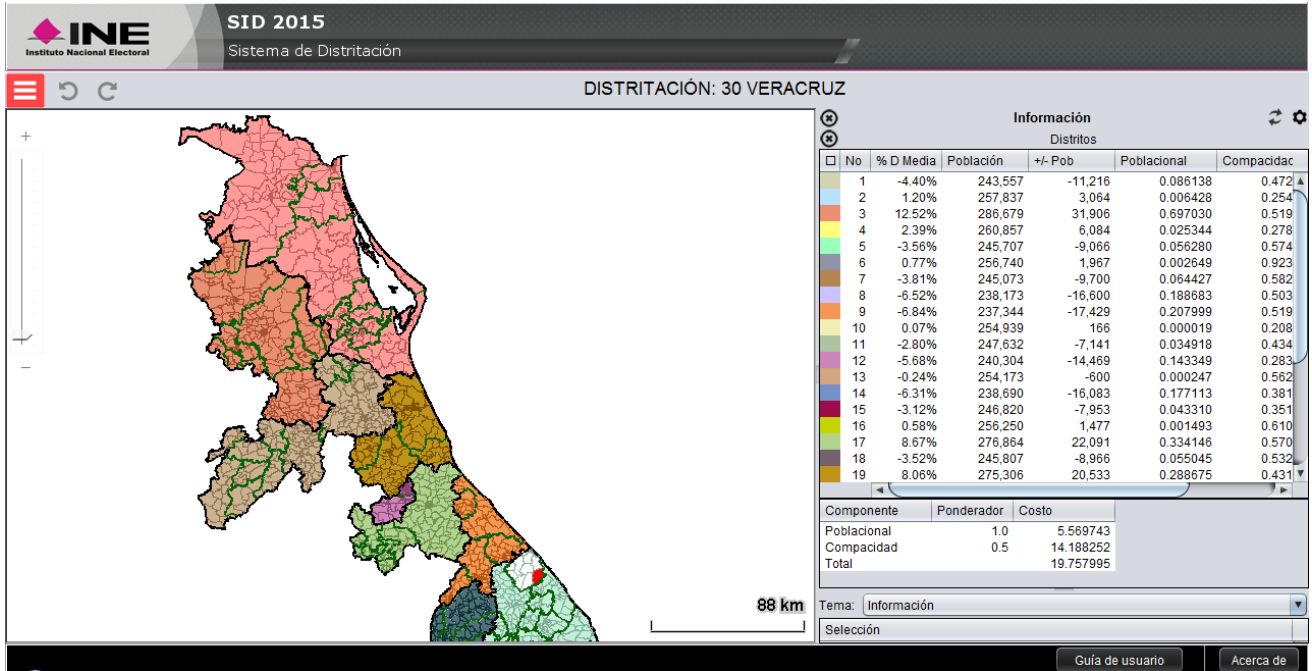 INE
Instituto Nacional Electoral
SID 2015
Sistema de Distritación
DISTRITACIÓN: 30 VERACRUZ
+
−
88 km
Información
Distritos
No % D Media Población +/- Pob Poblacional Compacidac
1 -4.40% 243,557 -11,216 0.086138 0.472
2 1.20% 257,837 3,064 0.006428 0.254
3 12.52% 286,679 31,906 0.697030 0.519
4 2.39% 260,857 6,084 0.025344 0.278
5 -3.56% 245,707 -9,066 0.056280 0.574
6 0.77% 256,740 1,967 0.002649 0.923
7 -3.81% 245,073 -9,700 0.064427 0.582
8 -6.52% 238,173 -16,600 0.188683 0.503
9 -6.84% 237,344 -17,429 0.207999 0.519
10 0.07% 254,939 166 0.000019 0.208
11 -2.80% 247,632 -7,141 0.034918 0.434
12 -5.68% 240,304 -14,469 0.143349 0.283
13 -0.24% 254,173 -600 0.000247 0.562
14 -6.31% 238,690 -16,083 0.177113 0.381
15 -3.12% 246,820 -7,953 0.043310 0.351
16 0.58% 256,250 1,477 0.001493 0.610
17 8.67% 276,864 22,091 0.334146 0.570
18 -3.52% 245,807 -8,966 0.055045 0.532
19 8.06% 275,306 20,533 0.288675 0.431
Componente Ponderador Costo
Poblacional 1.0 5.569743
Compacidad 0.5 14.188252
Total 19.757995
Tema: Información
Selección
Guía de usuario Acerca de